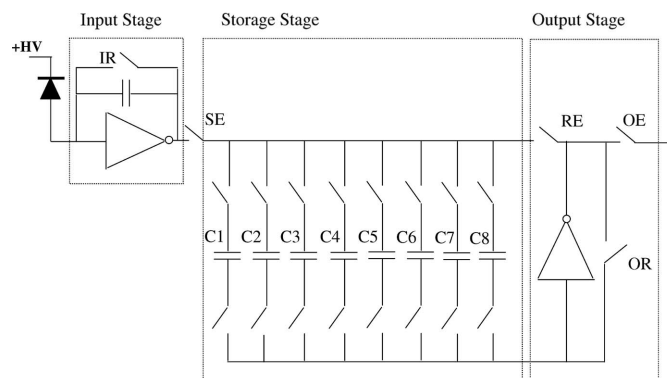 Input Stage
Storage Stage
Output Stage
+HV
IR
SE
RE
OE
C1
C2
C3
C4
C5
C6
C7
C8
OR